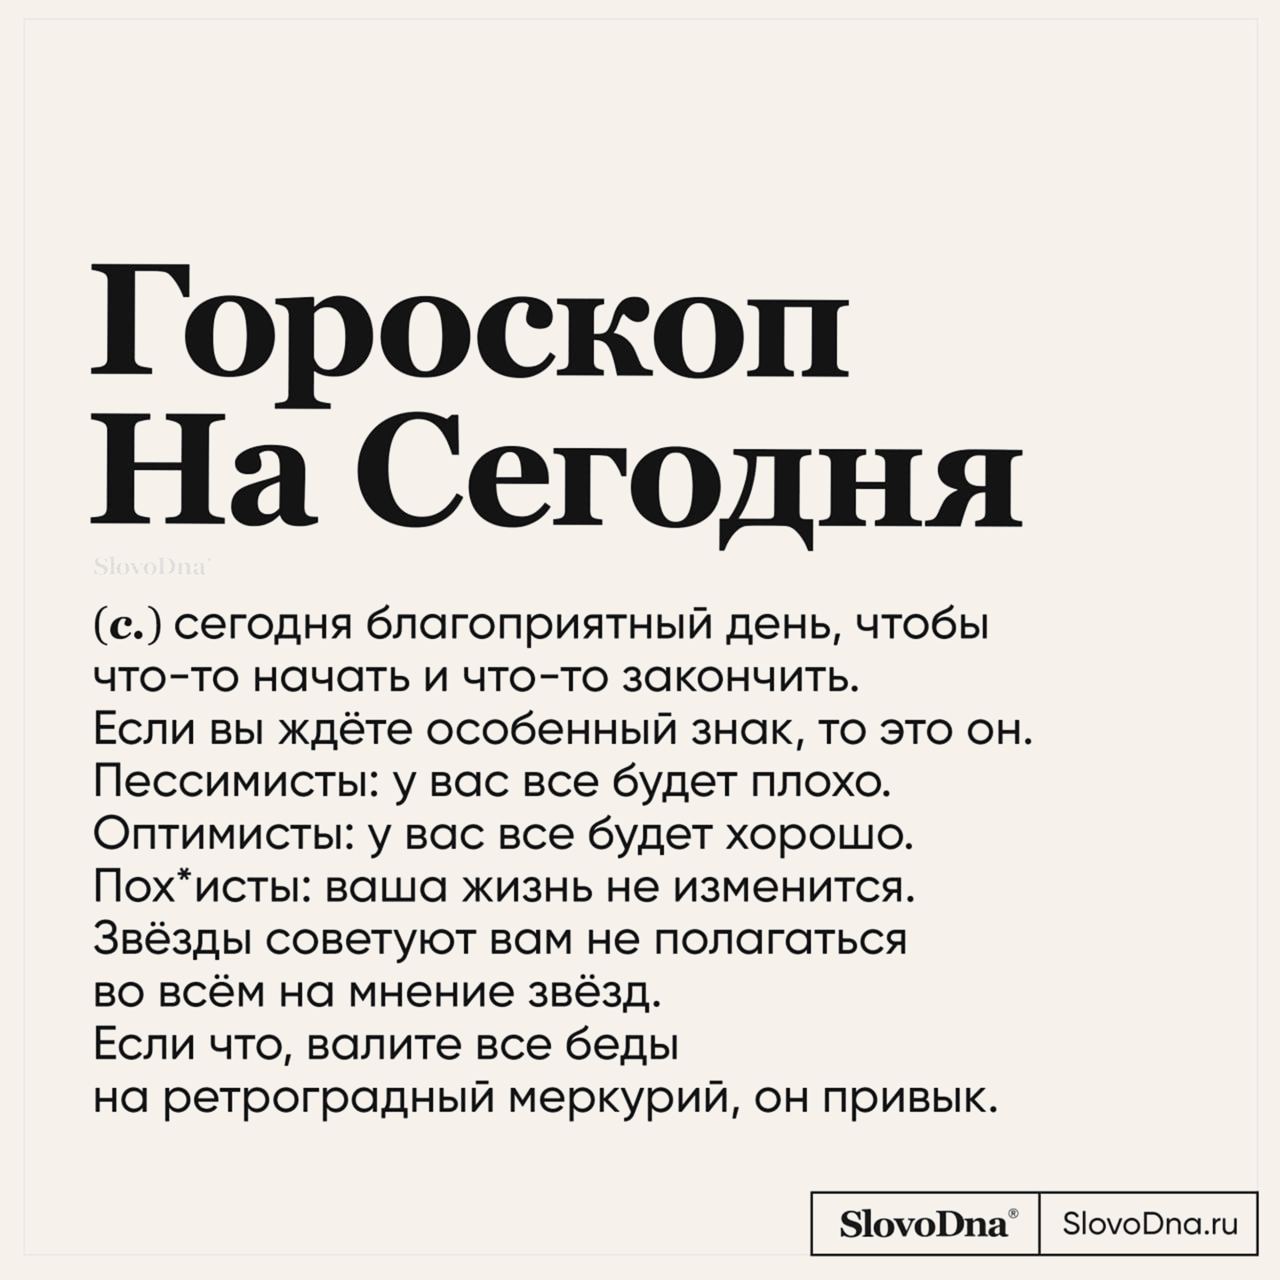 Гороскоп
На Сегодня
SlovoDna®
(с.) сегодня благоприятный день, чтобы
что-то начать и что-то закончить.
Если вы ждёте особенный знак, то это он.
Пессимисты: у вас все будет плохо.
Оптимисты: у вас все будет хорошо.
Пох*исты: ваша жизнь не изменится.
Звёзды советуют вам не полагаться
во всём на мнение звёзд.
Если что, валите все беды
на ретроградный меркурий, он привык.
SlovoDna® SlovoDna.ru